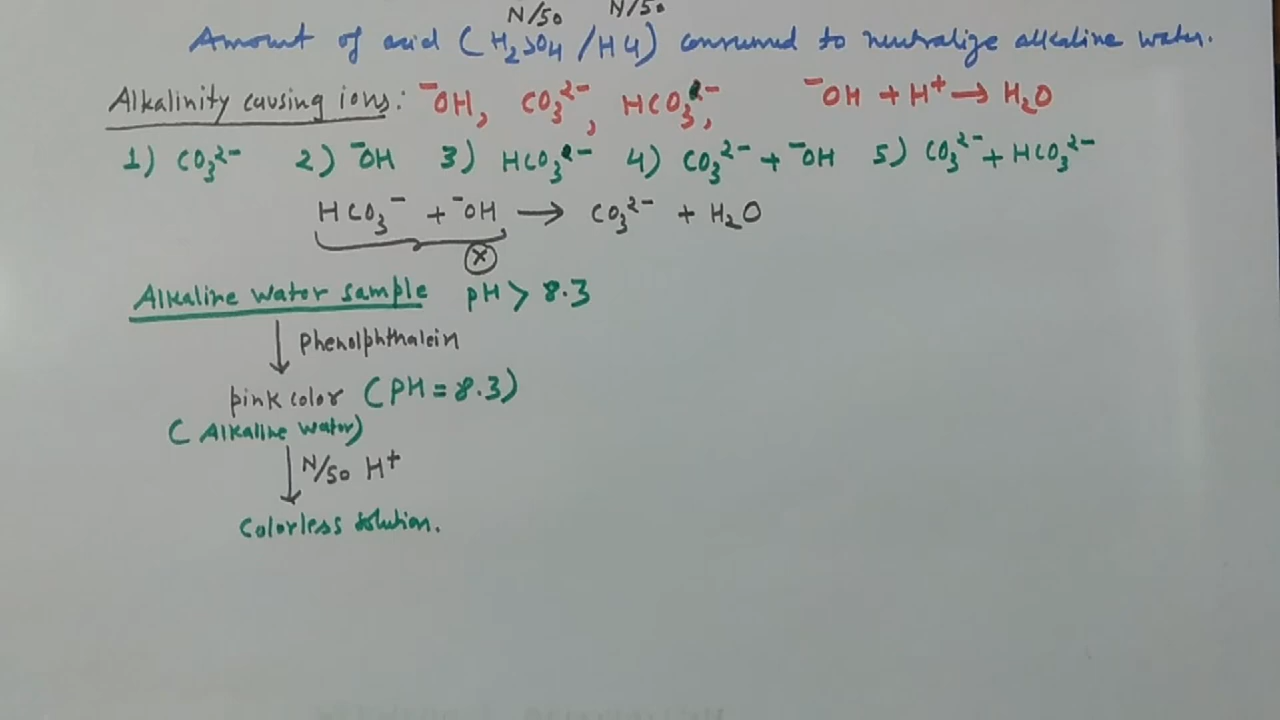 N/50 N/50
Amount of acid (H₂SO₄/HCl) consumed to neutralize alkaline water.
Alkalinity causing ions: ⁻OH, CO₃²⁻, HCO₃⁻, ⁻OH + H⁺ → H₂O
1) CO₃²⁻ 2) ⁻OH 3) HCO₃⁻ 4) CO₃²⁻ + ⁻OH 5) CO₃²⁻ + HCO₃²⁻
HCO₃⁻ + ⁻OH → CO₃²⁻ + H₂O
ⓧ
Alkaline water sample pH > 8.3
↓ Phenolphthalein
pink color (PH = 8.3)
(Alkaline water)
↓ N/50 H⁺
Colorless solution.